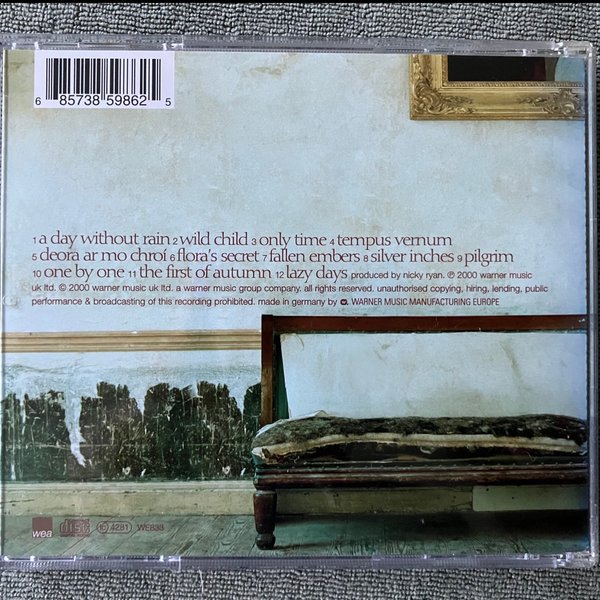 6 85738 59862 5
1 a day without rain 2 wild child 3 only time 4 tempus vernum
5 deora ar mo chroí 6 flora's secret 7 fallen embers 8 silver inches 9 pilgrim
10 one by one 11 the first of autumn 12 lazy days produced by nicky ryan. ℗ 2000 warner music
uk ltd. © 2000 warner music uk ltd. a warner music group company. all rights reserved. unauthorised copying, hiring, lending, public
performance & broadcasting of this recording prohibited. made in germany by WARNER MUSIC MANUFACTURING EUROPE
wea disc LC 4281 WE833